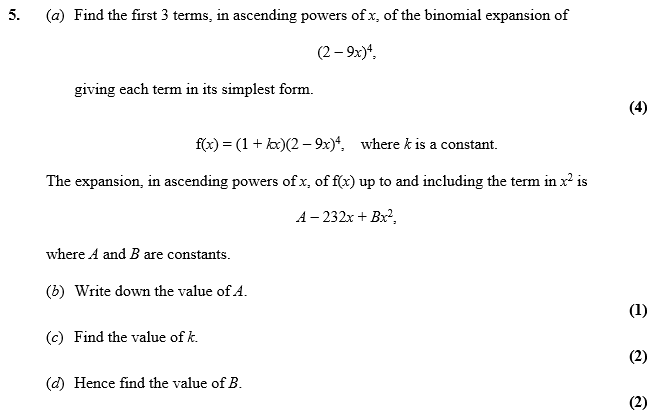 5. (a) Find the first 3 terms, in ascending powers of x, of the binomial expansion of
(2 – 9x)⁴,
giving each term in its simplest form.
(4)
f(x) = (1 + kx)(2 – 9x)⁴, where k is a constant.
The expansion, in ascending powers of x, of f(x) up to and including the term in x² is
A – 232x + Bx²,
where A and B are constants.
(b) Write down the value of A.
(1)
(c) Find the value of k.
(2)
(d) Hence find the value of B.
(2)